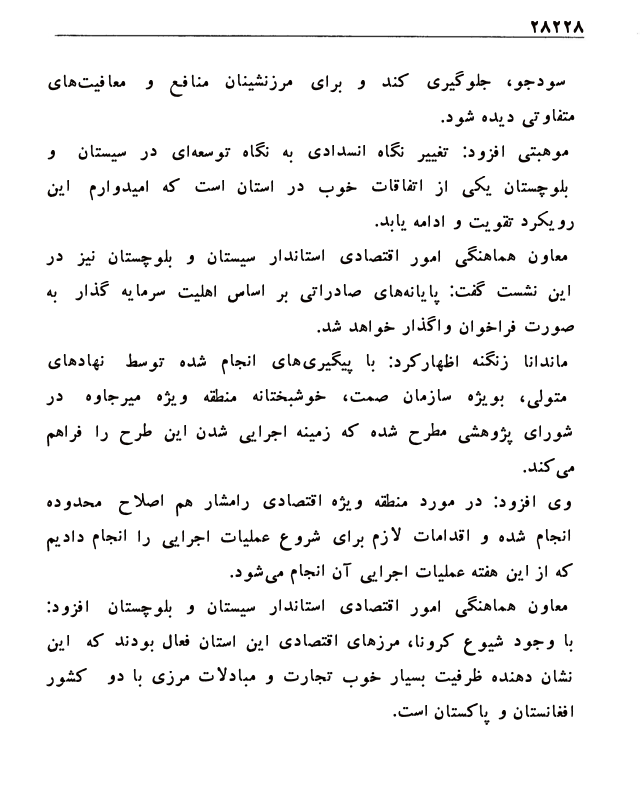 ۲۸۲۲۸
سودجو، جلوگیری کند و برای مرزنشینان منافع و معافیت‌های
متفاوتی دیده شود.
موهبتی افزود: تغییر نگاه انسدادی به نگاه توسعه‌ای در سیستان و
بلوچستان یکی از اتفاقات خوب در استان است که امیدوارم این
رویکرد تقویت و ادامه یابد.
معاون هماهنگی امور اقتصادی استاندار سیستان و بلوچستان نیز در
این نشست گفت: پایانه‌های صادراتی بر اساس اهلیت سرمایه گذار به
صورت فراخوان واگذار خواهد شد.
ماندانا زنگنه اظهارکرد: با پیگیری‌های انجام شده توسط نهادهای
متولی، بویژه سازمان صمت، خوشبختانه منطقه ویژه میرجاوه در
شورای پژوهشی مطرح شده که زمینه اجرایی شدن این طرح را فراهم
می‌کند.
وی افزود: در مورد منطقه ویژه اقتصادی رامشار هم اصلاح محدوده
انجام شده و اقدامات لازم برای شروع عملیات اجرایی را انجام دادیم
که از این هفته عملیات اجرایی آن انجام می‌شود.
معاون هماهنگی امور اقتصادی استاندار سیستان و بلوچستان افزود:
با وجود شیوع کرونا، مرزهای اقتصادی این استان فعال بودند که این
نشان دهنده ظرفیت بسیار خوب تجارت و مبادلات مرزی با دو کشور
افغانستان و پاکستان است.